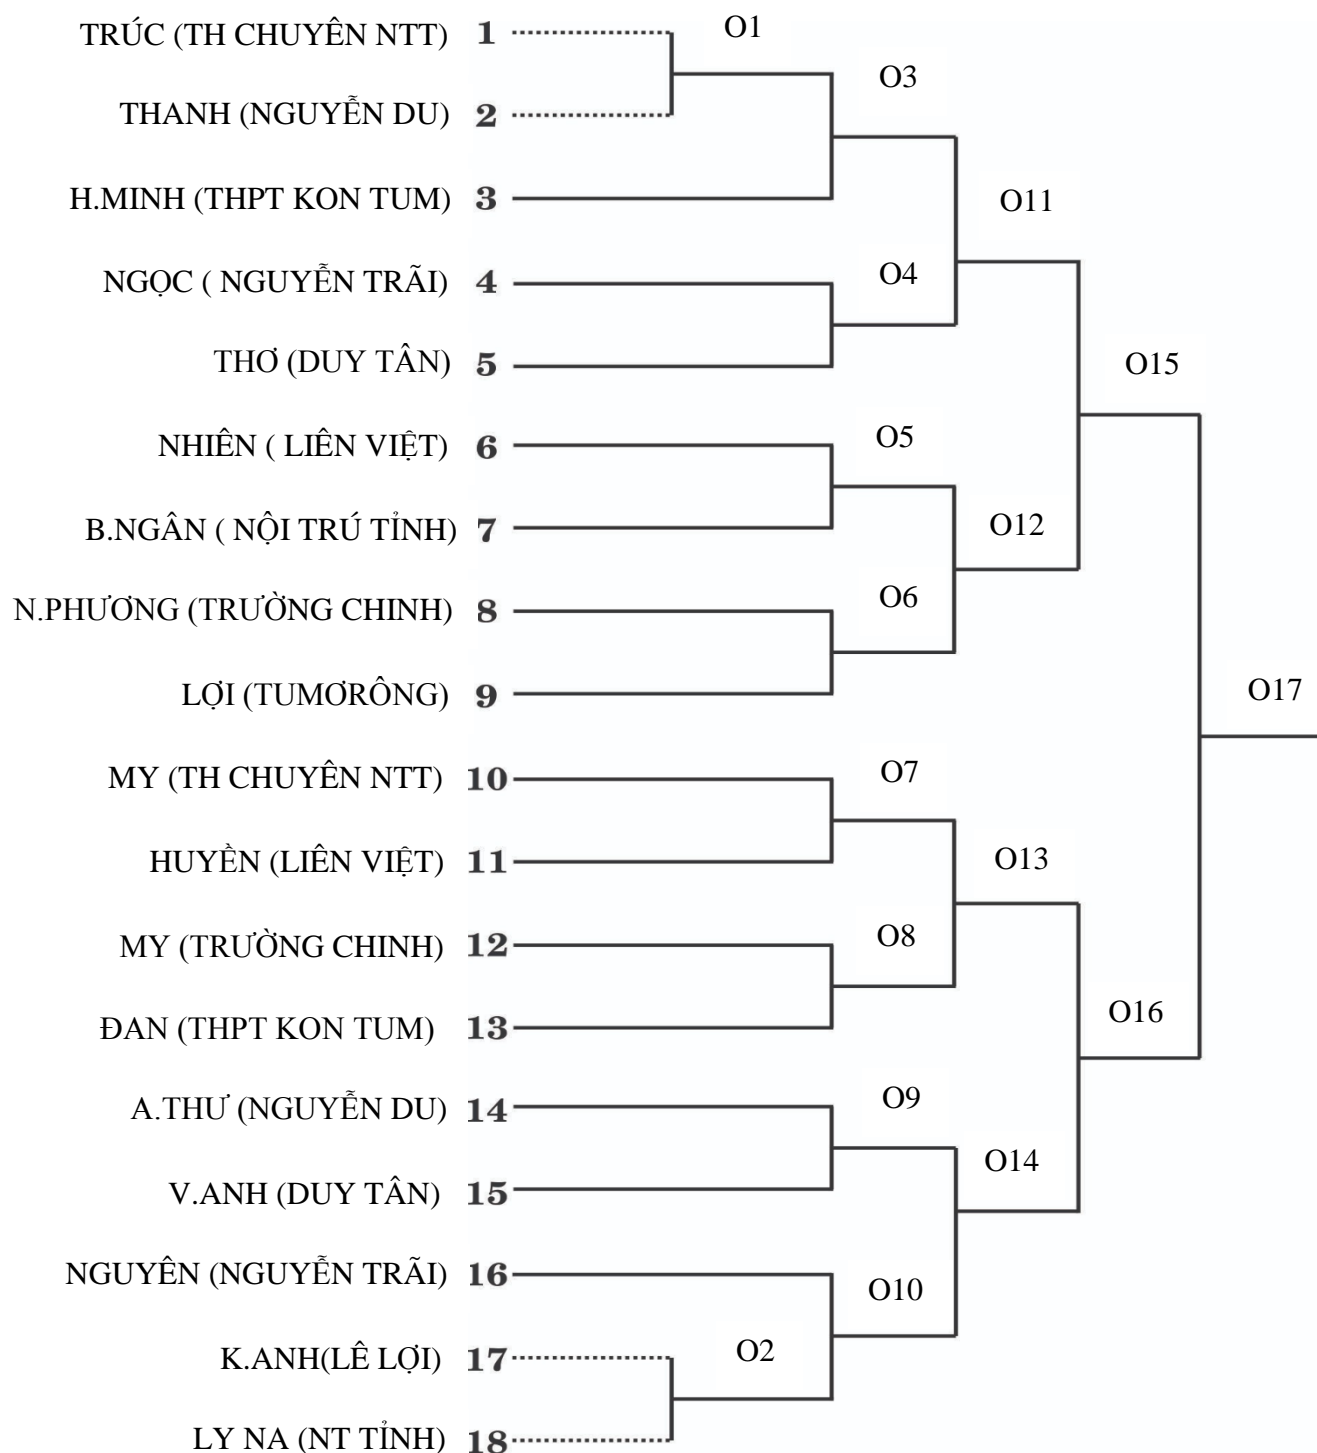 TRÚC (TH CHUYÊN NTT) 1 O1
O3
THANH (NGUYỄN DU) 2
H.MINH (THPT KON TUM) 3 O11
NGỌC ( NGUYỄN TRÃI) 4 O4
THƠ (DUY TÂN) 5 O15
NHIÊN ( LIÊN VIỆT) 6 O5
B.NGÂN ( NỘI TRÚ TỈNH) 7 O12
N.PHƯƠNG (TRƯỜNG CHINH) 8 O6
LỢI (TUMƠRÔNG) 9 O17
MY (TH CHUYÊN NTT) 10 O7
HUYỀN (LIÊN VIỆT) 11 O13
MY (TRƯỜNG CHINH) 12 O8
ĐAN (THPT KON TUM) 13 O16
A.THƯ (NGUYỄN DU) 14 O9
V.ANH (DUY TÂN) 15 O14
NGUYÊN (NGUYỄN TRÃI) 16 O10
K.ANH(LÊ LỢI) 17 O2
LY NA (NT TỈNH) 18